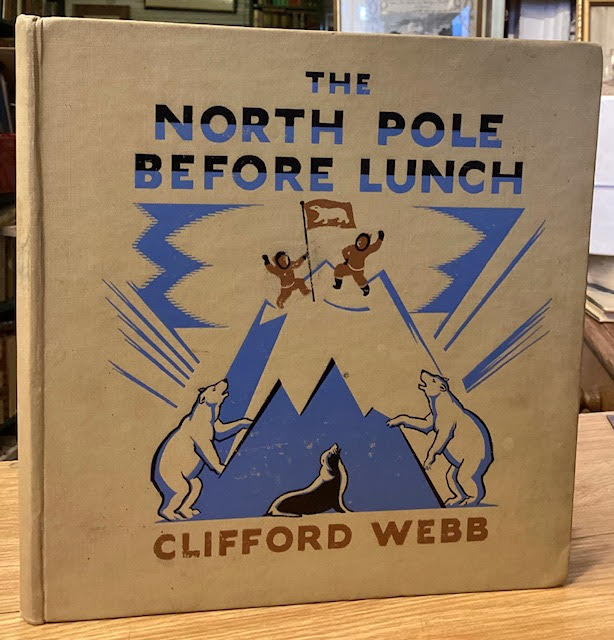 THE
NORTH POLE
BEFORE LUNCH
CLIFFORD WEBB